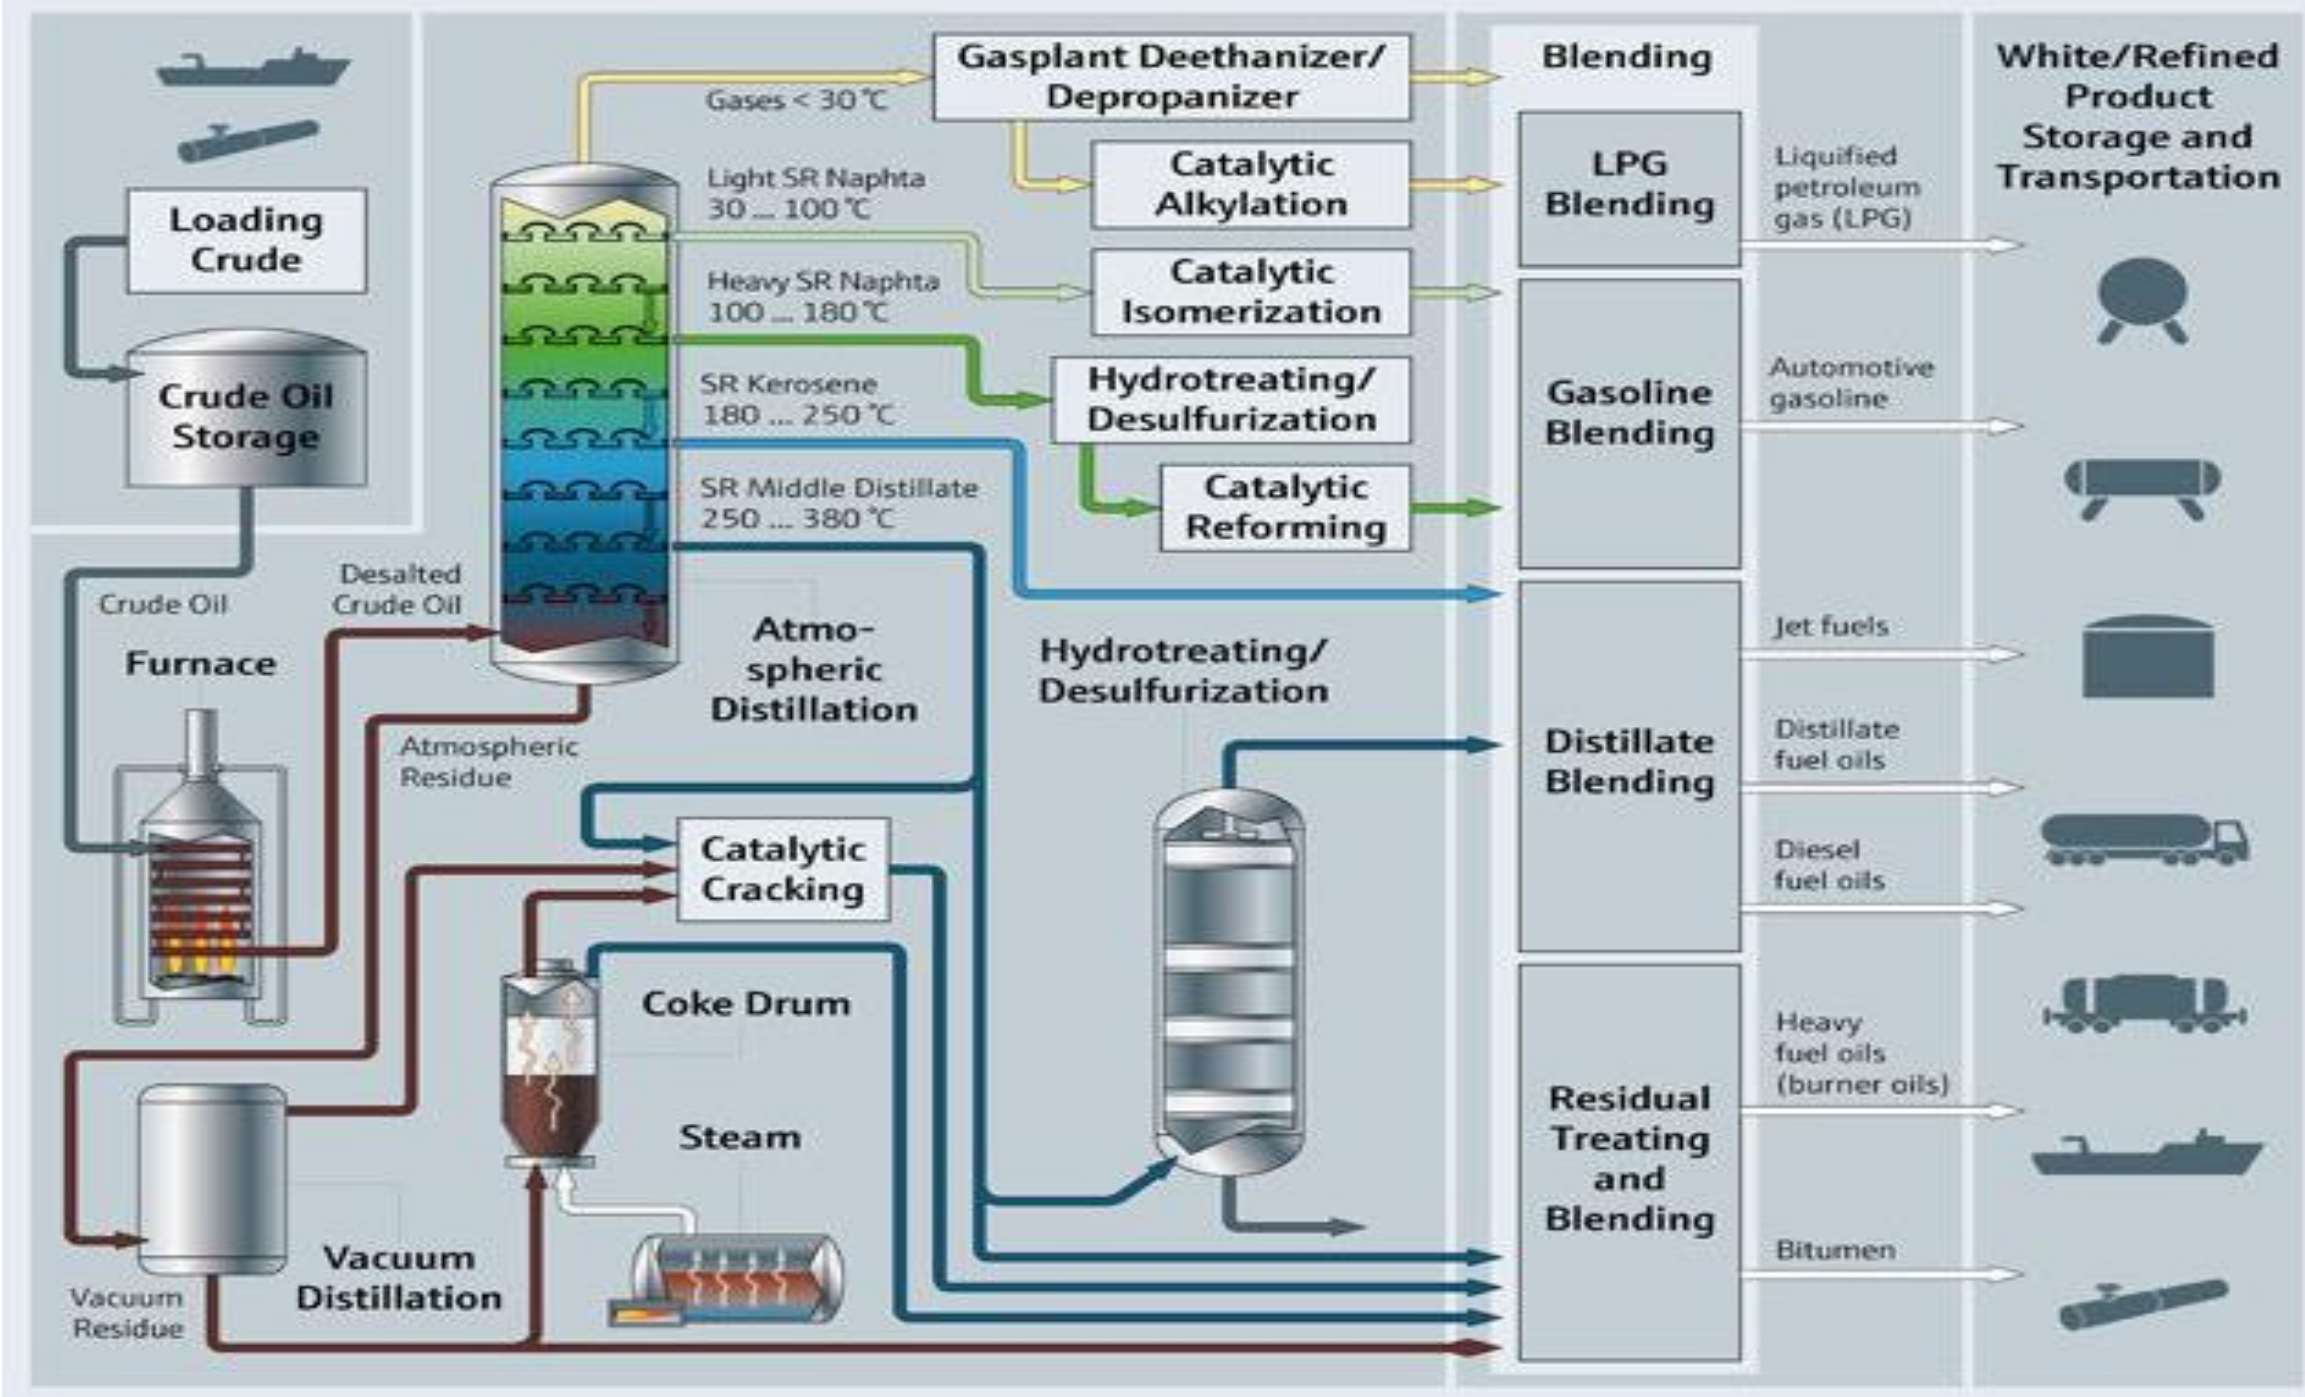 Loading
Crude
Crude Oil
Storage
Crude Oil
Furnace
Desalted
Crude Oil
Gases < 30 °C
Light SR Naphta
30 ... 100 °C
Heavy SR Naphta
100 ... 180 °C
SR Kerosene
180 ... 250 °C
SR Middle Distillate
250 ... 380 °C
Atmo-
spheric
Distillation
Atmospheric
Residue
Gasplant Deethanizer/
Depropanizer
Catalytic
Alkylation
Catalytic
Isomerization
Hydrotreating/
Desulfurization
Catalytic
Reforming
Hydrotreating/
Desulfurization
Catalytic
Cracking
Coke Drum
Steam
Vacuum
Distillation
Vacuum
Residue
Blending
LPG
Blending
Gasoline
Blending
Distillate
Blending
Residual
Treating
and
Blending
Liquified
petroleum
gas (LPG)
Automotive
gasoline
Jet fuels
Distillate
fuel oils
Diesel
fuel oils
Heavy
fuel oils
(burner oils)
Bitumen
White/Refined
Product
Storage and
Transportation